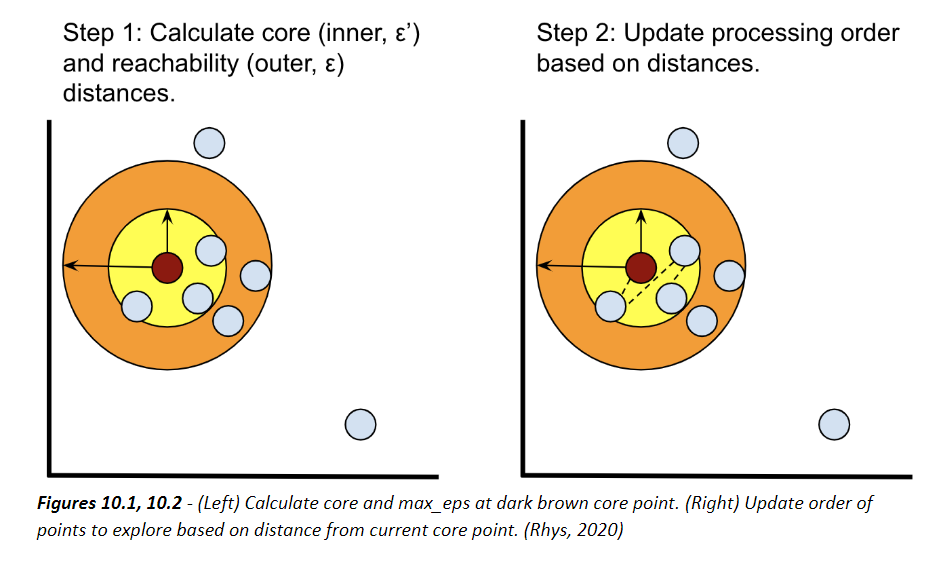 Step 1: Calculate core (inner, ε’)
and reachability (outer, ε)
distances.
Step 2: Update processing order
based on distances.
Figures 10.1, 10.2 - (Left) Calculate core and max_eps at dark brown core point. (Right) Update order of
points to explore based on distance from current core point. (Rhys, 2020)